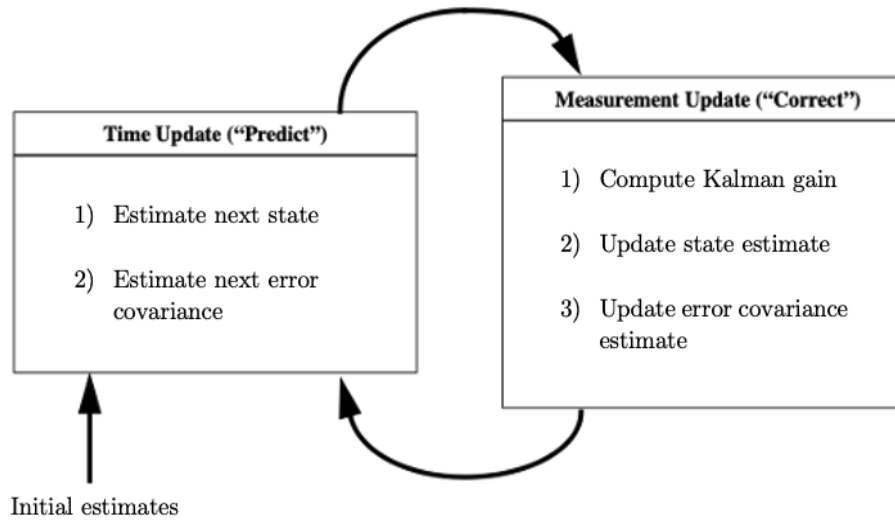 Time Update (“Predict”)
1) Estimate next state
2) Estimate next error
covariance
Initial estimates
Measurement Update (“Correct”)
1) Compute Kalman gain
2) Update state estimate
3) Update error covariance
estimate